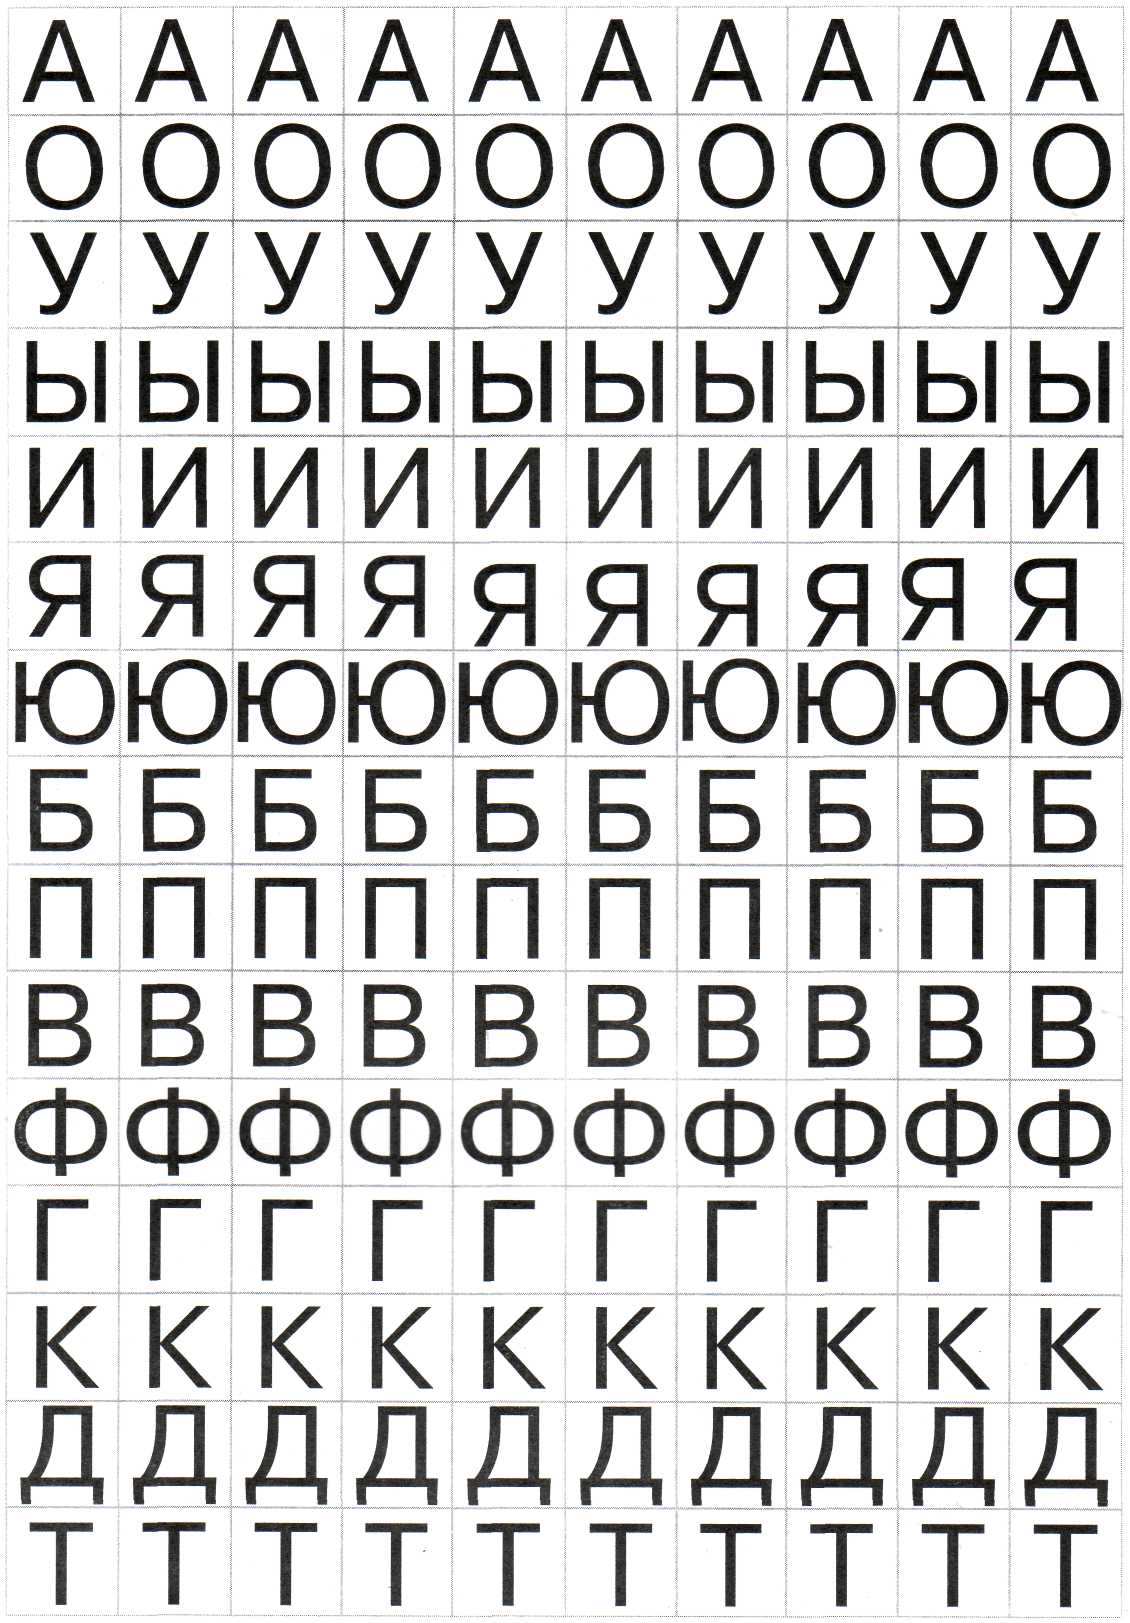 А А А А А А А А А А
О О О О О О О О О О
У У У У У У У У У У
Ы Ы Ы Ы Ы Ы Ы Ы Ы Ы
И И И И И И И И И И
Я Я Я Я Я Я Я Я Я Я
Ю Ю Ю Ю Ю Ю Ю Ю Ю Ю
Б Б Б Б Б Б Б Б Б Б
П П П П П П П П П П
В В В В В В В В В В
Ф Ф Ф Ф Ф Ф Ф Ф Ф Ф
Г Г Г Г Г Г Г Г Г Г
К К К К К К К К К К
Д Д Д Д Д Д Д Д Д Д
Т Т Т Т Т Т Т Т Т Т